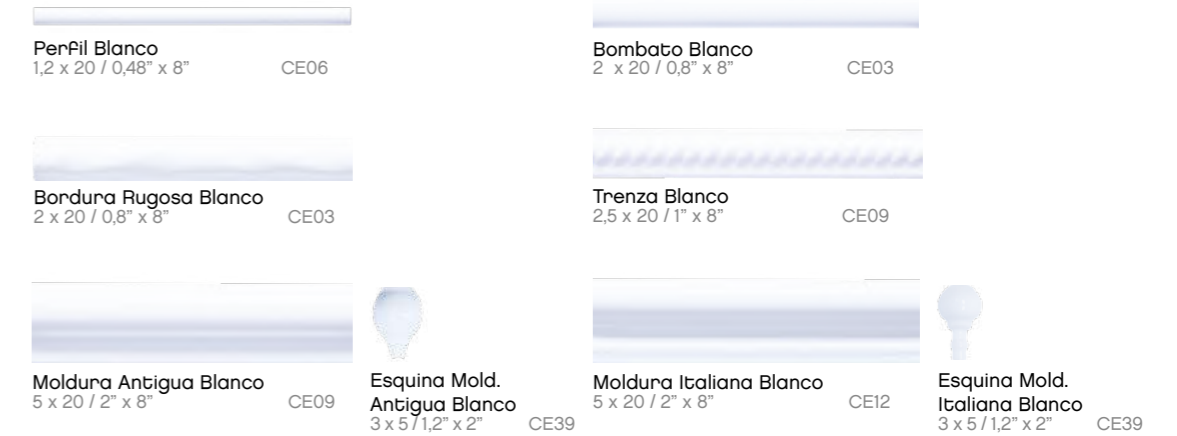 Perfil Blanco
1,2 x 20 / 0,48” x 8” CE06
Bombato Blanco
2 x 20 / 0,8” x 8” CE03
Bordura Rugosa Blanco
2 x 20 / 0,8” x 8” CE03
Trenza Blanco
2,5 x 20 / 1” x 8” CE09
Moldura Antigua Blanco
5 x 20 / 2” x 8” CE09
Esquina Mold.
Antigua Blanco
3 x 5 / 1,2” x 2” CE39
Moldura Italiana Blanco
5 x 20 / 2” x 8” CE12
Esquina Mold.
Italiana Blanco
3 x 5 / 1,2” x 2” CE39